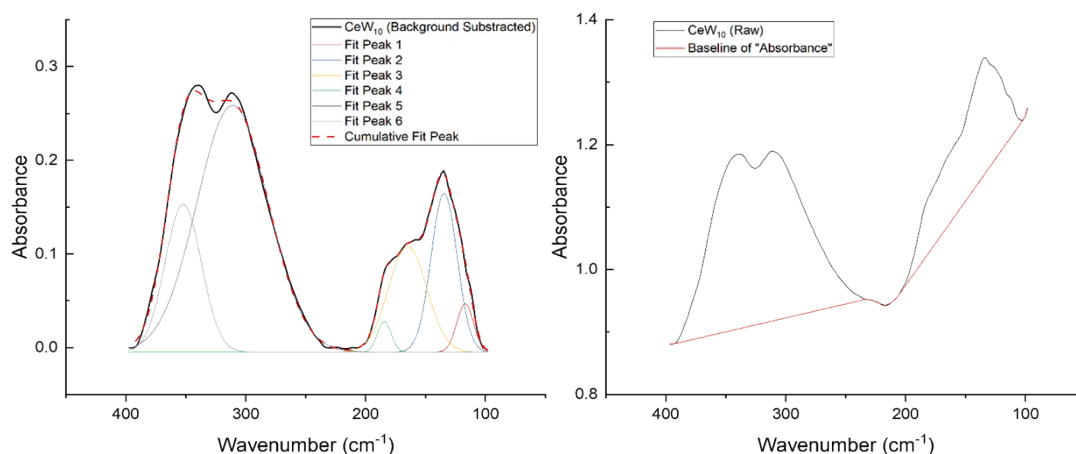 CeW₁₀ (Background Substracted)
Fit Peak 1
Fit Peak 2
Fit Peak 3
Fit Peak 4
Fit Peak 5
Fit Peak 6
Cumulative Fit Peak
0.3
0.2
0.1
0.0
Absorbance
400
300
200
100
Wavenumber (cm⁻¹)
CeW₁₀ (Raw)
Baseline of "Absorbance"
1.2
1.0
0.8
Absorbance
400
300
200
100
Wavenumber (cm⁻¹)